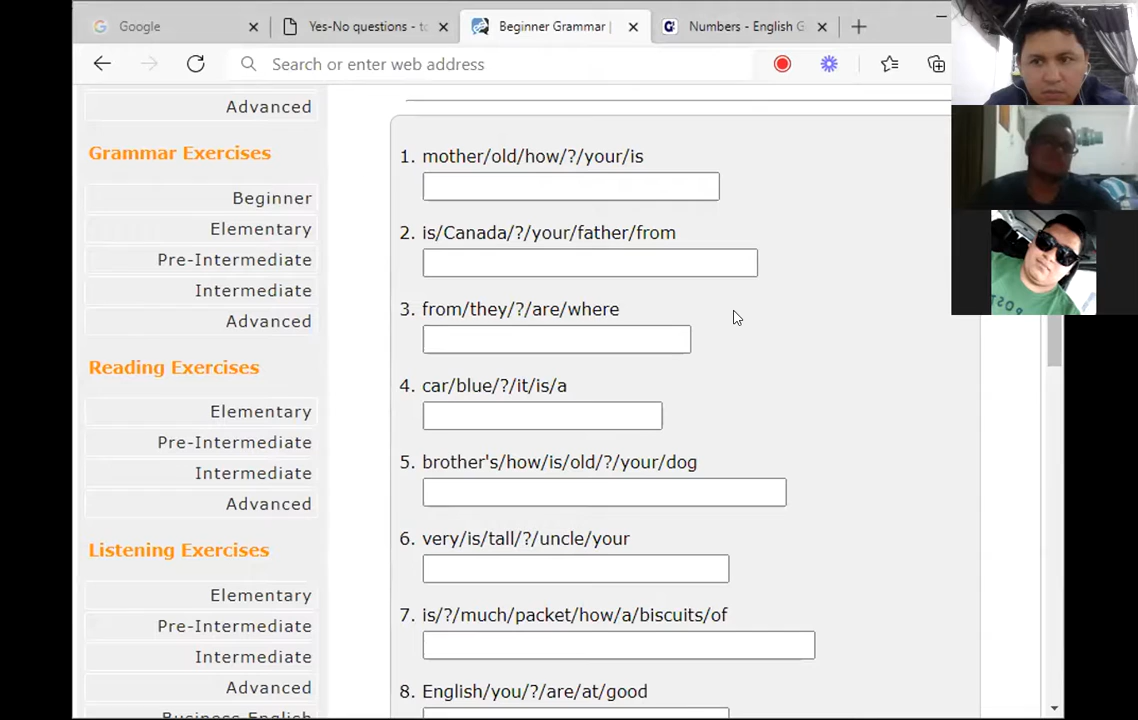 Google
Yes-No questions - to
Beginner Grammar |
Numbers - English G
Search or enter web address
Advanced
Grammar Exercises
Beginner
Elementary
Pre-Intermediate
Intermediate
Advanced
Reading Exercises
Elementary
Pre-Intermediate
Intermediate
Advanced
Listening Exercises
Elementary
Pre-Intermediate
Intermediate
Advanced
Business English
1. mother/old/how/?/your/is
2. is/Canada/?/your/father/from
3. from/they/?/are/where
4. car/blue/?/it/is/a
5. brother's/how/is/old/?/your/dog
6. very/is/tall/?/uncle/your
7. is/?/much/packet/how/a/biscuits/of
8. English/you/?/are/at/good